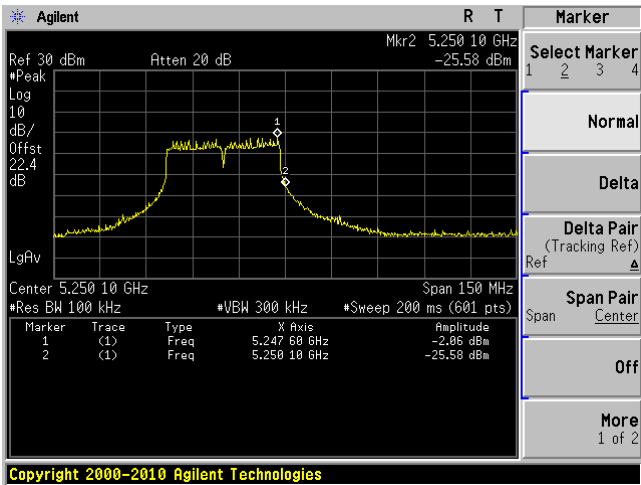 Agilent R T
Mkr2 5.250 10 GHz
Ref 30 dBm Atten 20 dB -25.58 dBm
#Peak
Log
10
dB/
Offst
22.4
dB
LgAv
1
2
Center 5.250 10 GHz Span 150 MHz
#Res BW 100 kHz #VBW 300 kHz #Sweep 200 ms (601 pts)
Marker Trace Type X Axis Amplitude
1 (1) Freq 5.247 60 GHz -2.06 dBm
2 (1) Freq 5.250 10 GHz -25.58 dBm
Copyright 2000-2010 Agilent Technologies
Marker
Select Marker
1 2 3 4
Normal
Delta
Delta Pair
(Tracking Ref)
Ref Δ
Span Pair
Span Center
Off
More
1 of 2